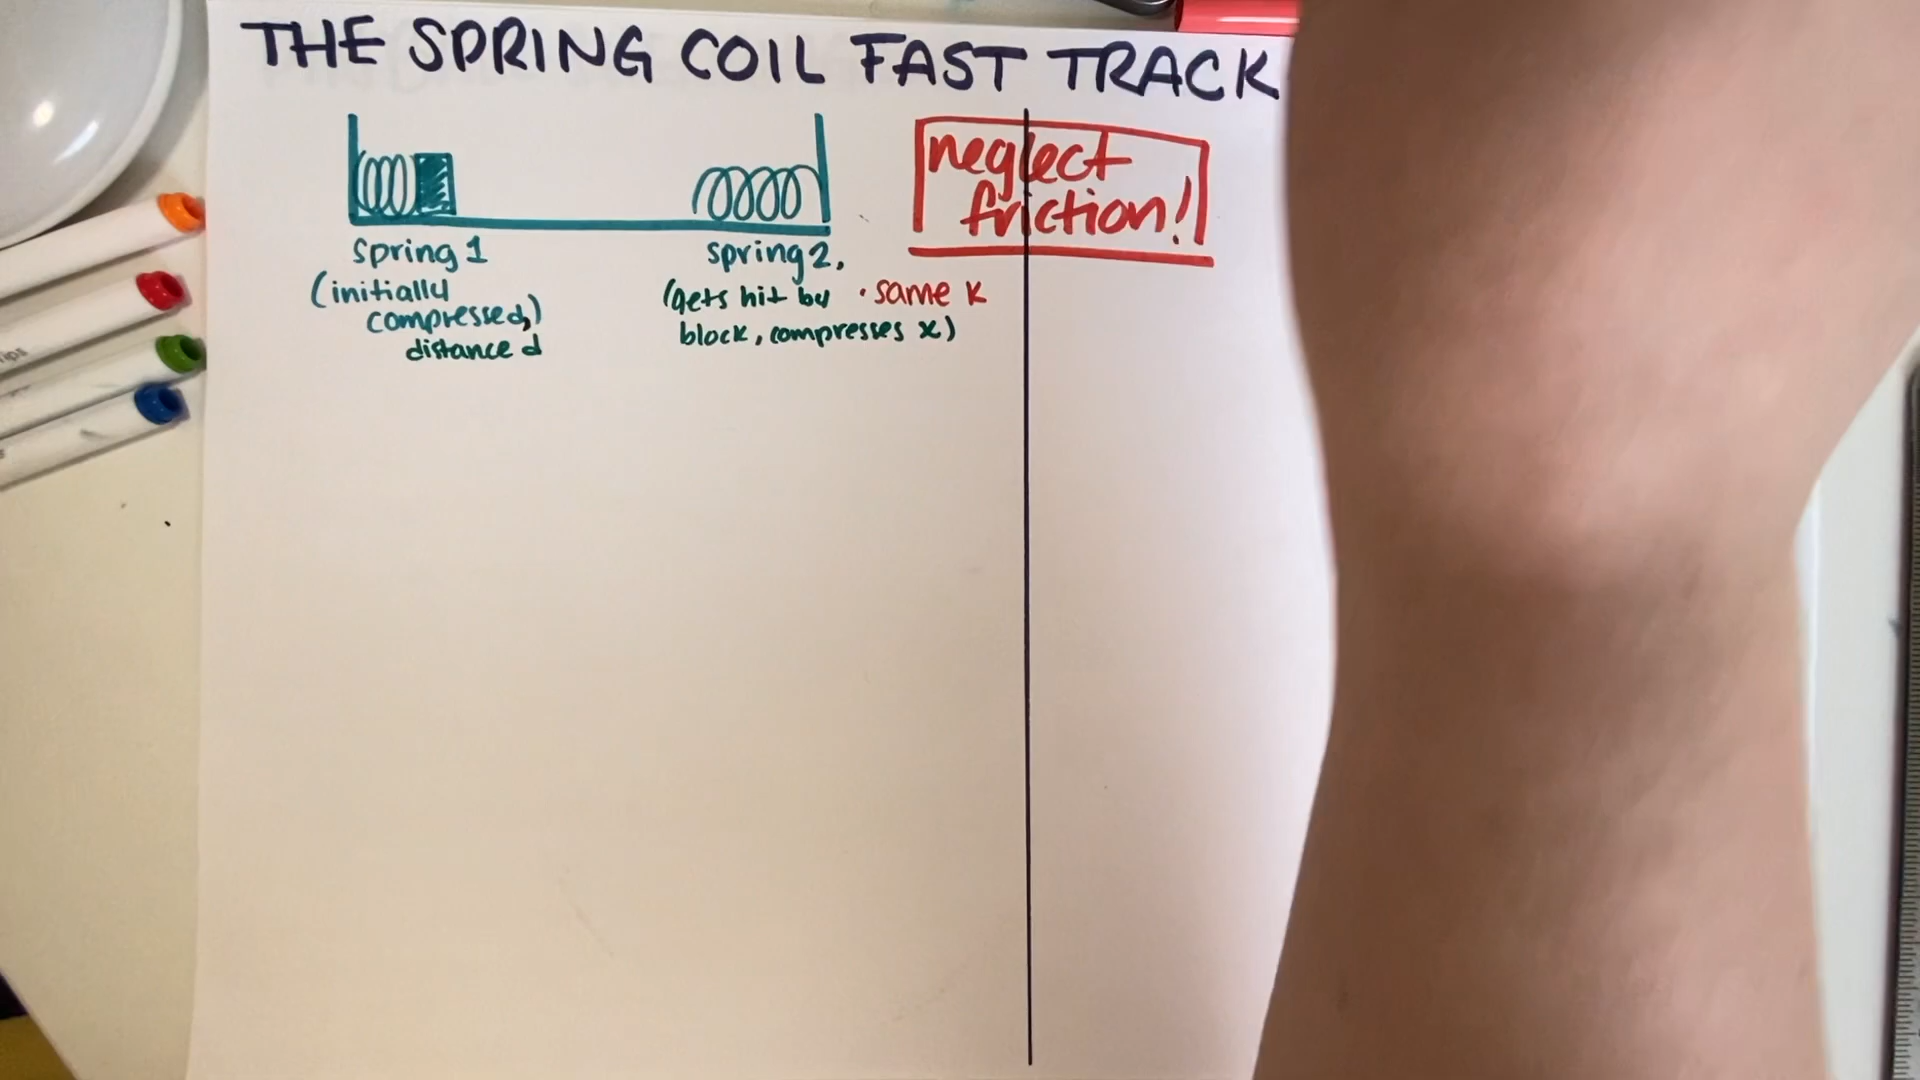 THE SPRING COIL FAST TRACK
neglect
friction!
spring 1
(initially
compressed,)
distance d
spring 2,
(gets hit by
block, compresses x)
· same k